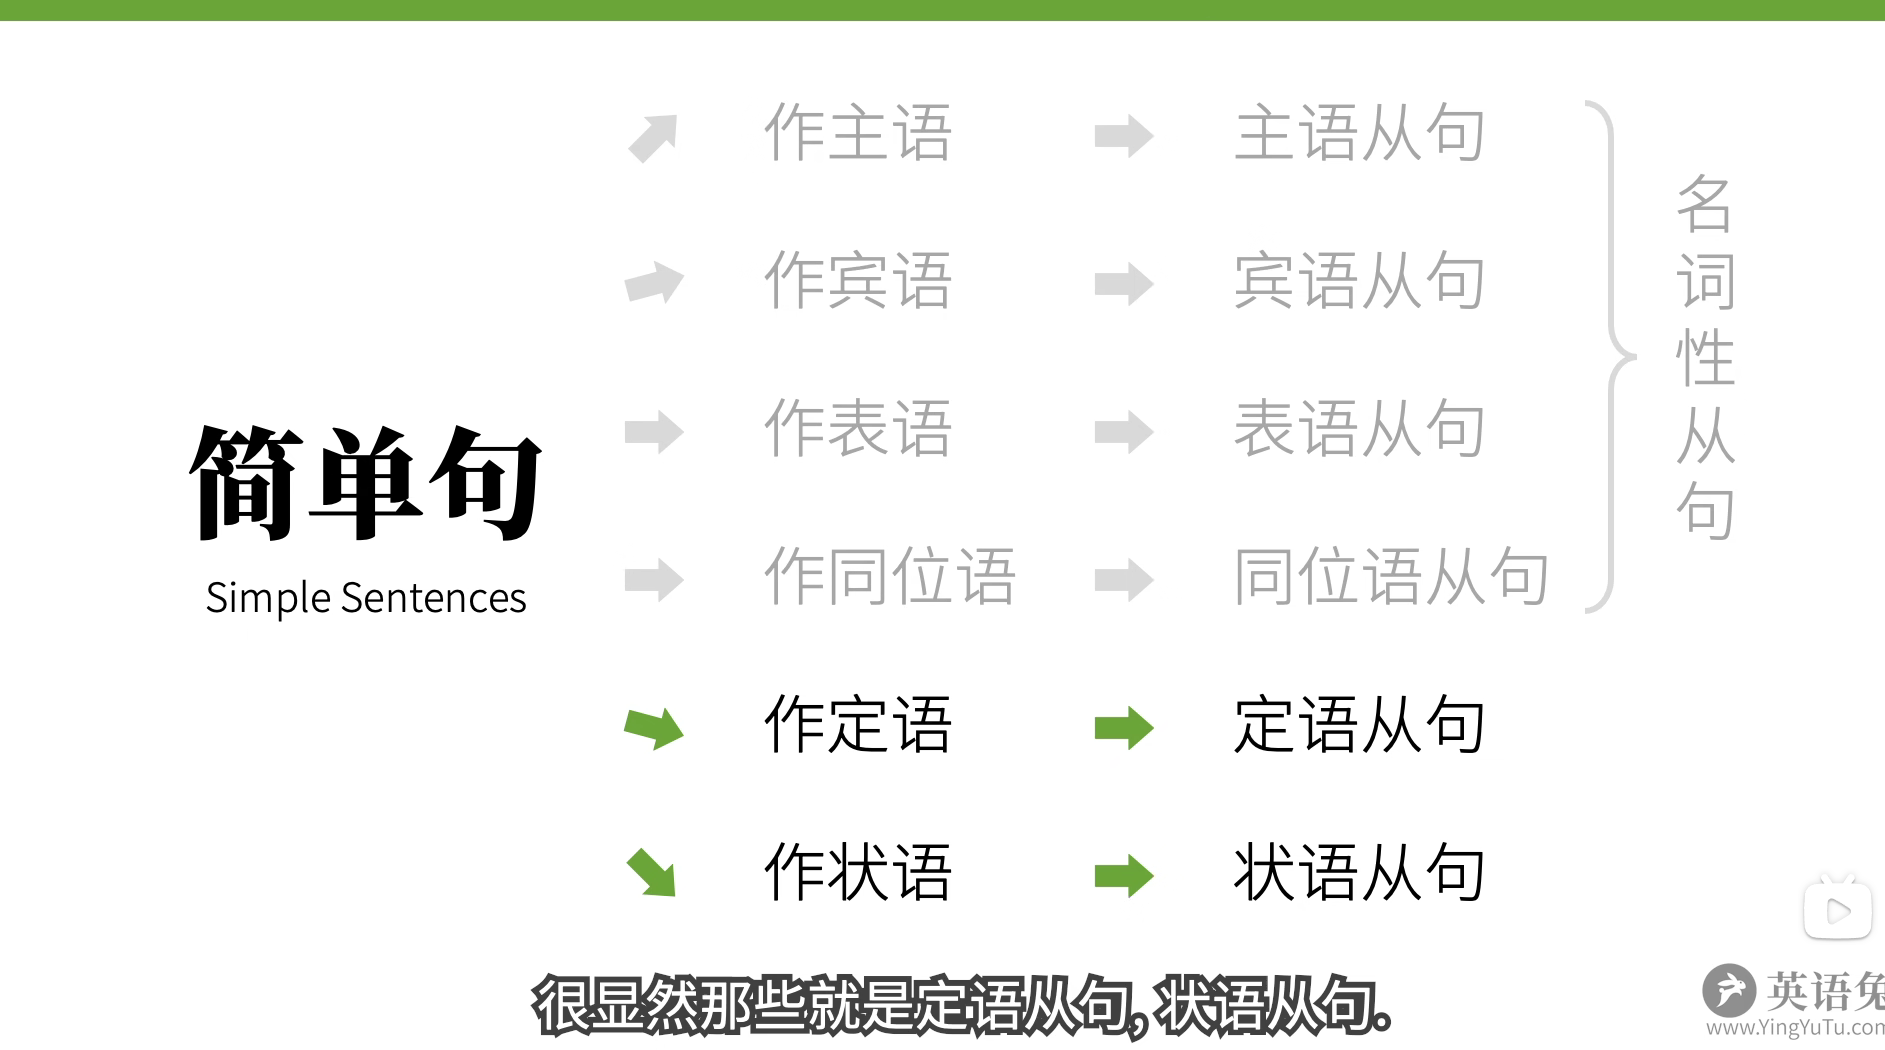 作主语 主语从句
作宾语 宾语从句
作表语 表语从句
作同位语 同位语从句
名词性从句
简单句
Simple Sentences
作定语 定语从句
作状语 状语从句
很显然那些就是定语从句, 状语从句。
英语兔
www.YingYuTu.com